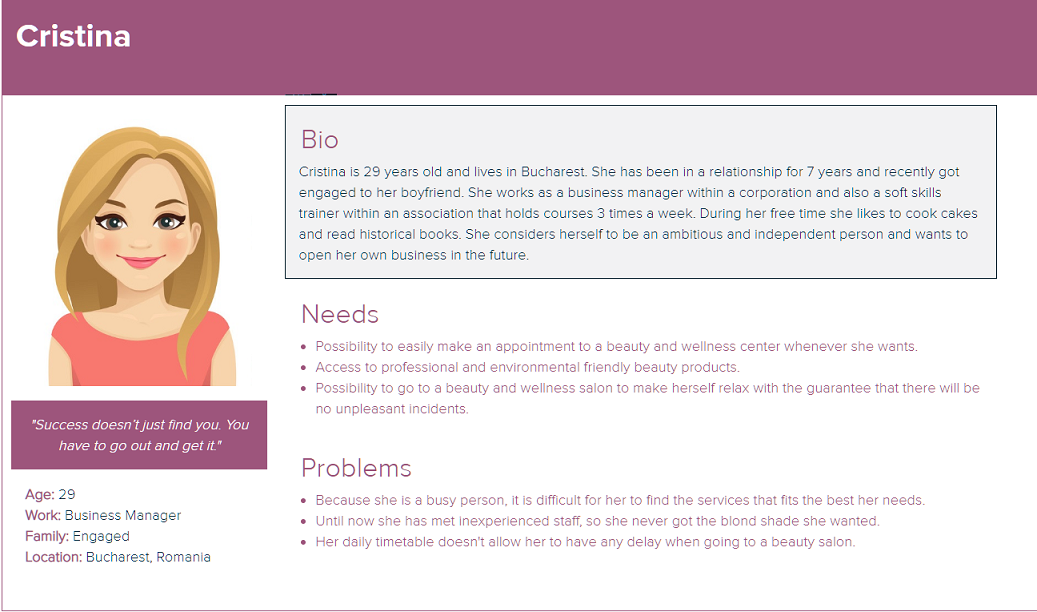 Cristina
Bio
Cristina is 29 years old and lives in Bucharest. She has been in a relationship for 7 years and recently got
engaged to her boyfriend. She works as a business manager within a corporation and also a soft skills
trainer within an association that holds courses 3 times a week. During her free time she likes to cook cakes
and read historical books. She considers herself to be an ambitious and independent person and wants to
open her own business in the future.
Needs
• Possibility to easily make an appointment to a beauty and wellness center whenever she wants.
• Access to professional and environmental friendly beauty products.
• Possibility to go to a beauty and wellness salon to make herself relax with the guarantee that there will be
no unpleasant incidents.
Problems
• Because she is a busy person, it is difficult for her to find the services that fits the best her needs.
• Until now she has met inexperienced staff, so she never got the blond shade she wanted.
• Her daily timetable doesn't allow her to have any delay when going to a beauty salon.
"Success doesn't just find you. You
have to go out and get it."
Age: 29
Work: Business Manager
Family: Engaged
Location: Bucharest, Romania